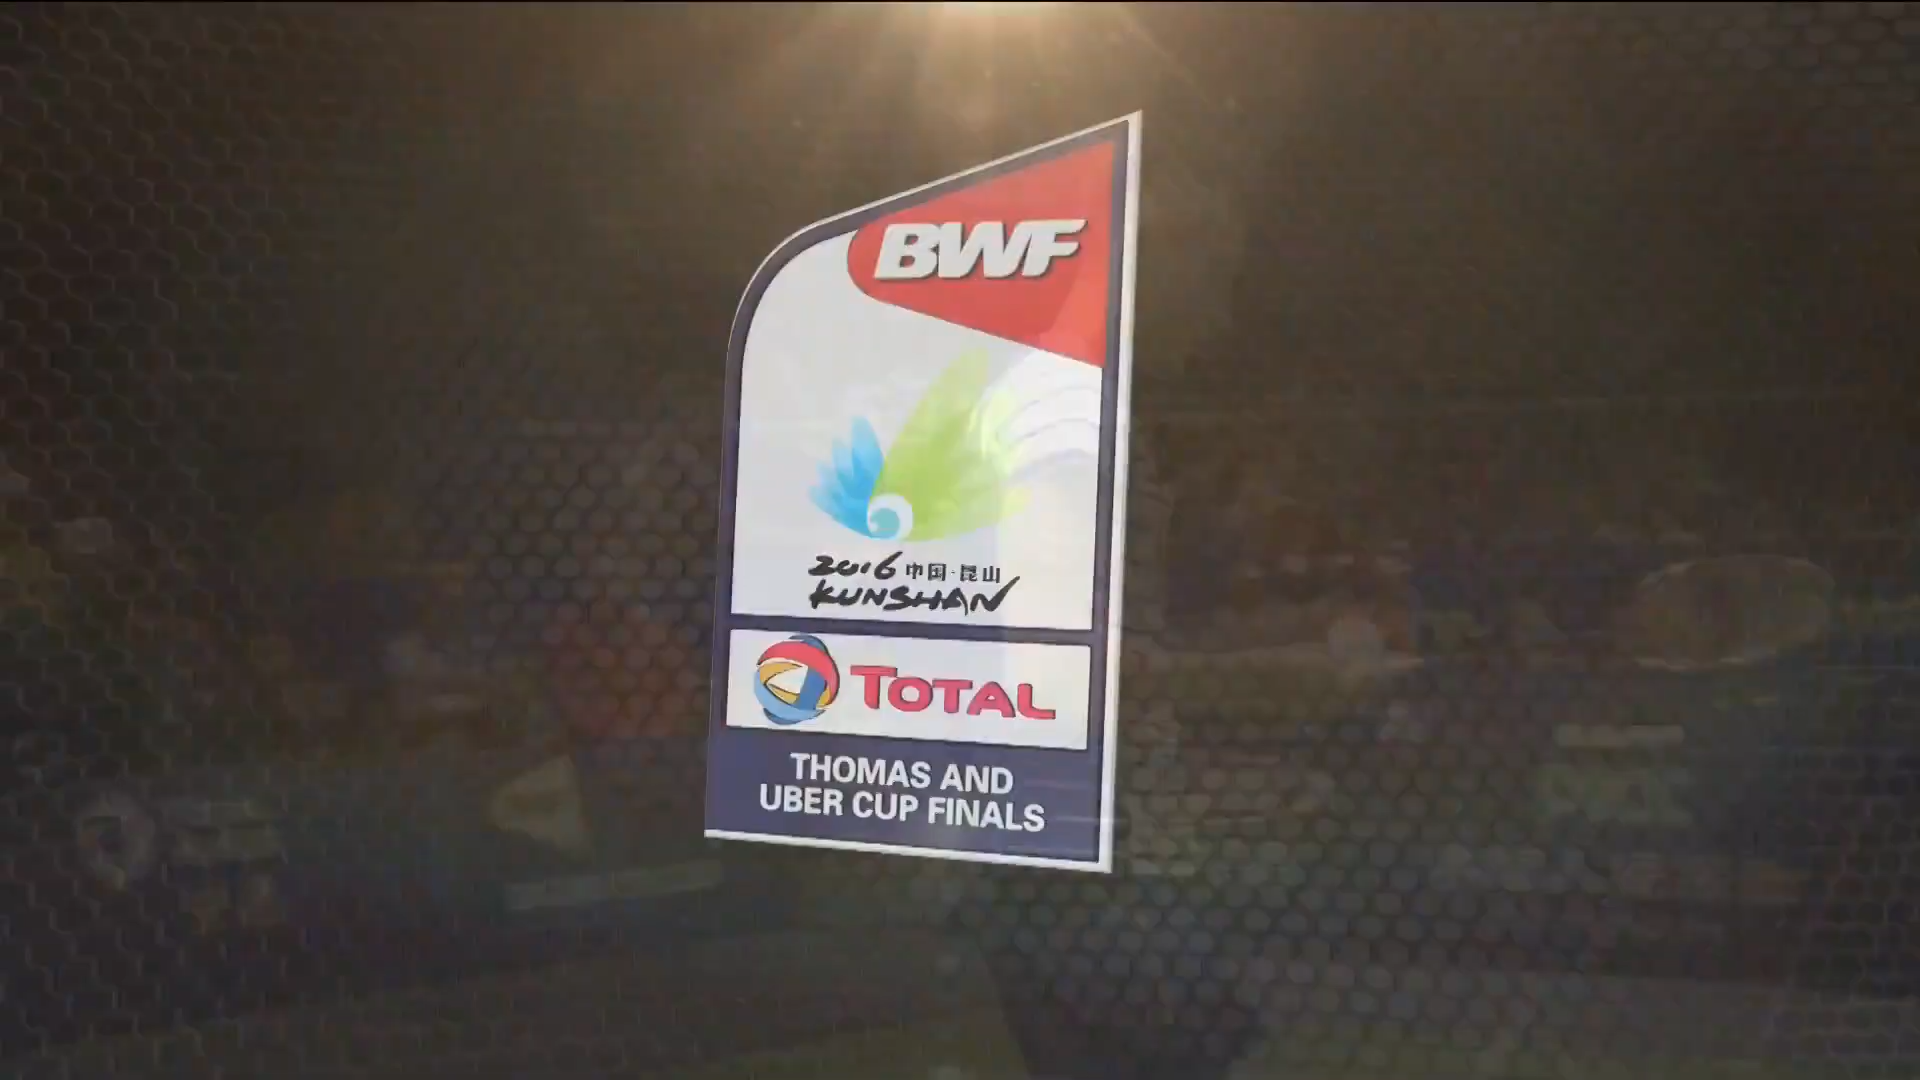 BWF
2016 中国·昆山
KUNSHAN
TOTAL
THOMAS AND
UBER CUP FINALS